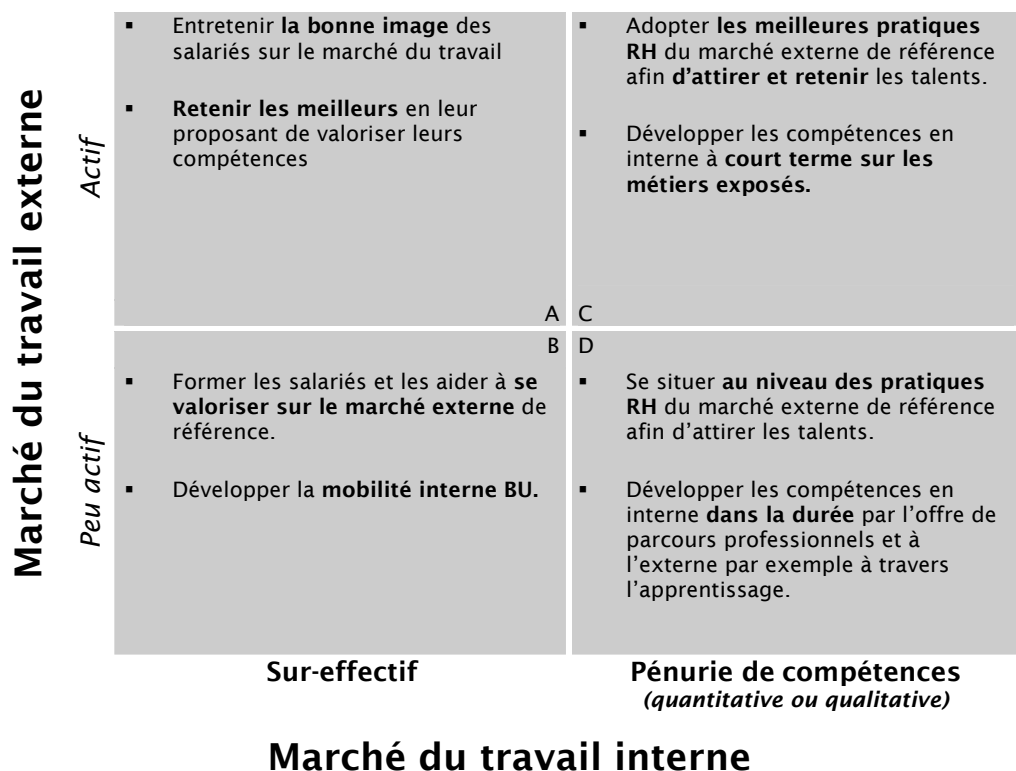 Marché du travail externe
Actif
▪ Entretenir la bonne image des
salariés sur le marché du travail
▪ Retenir les meilleurs en leur
proposant de valoriser leurs
compétences
A
▪ Adopter les meilleures pratiques
RH du marché externe de référence
afin d’attirer et retenir les talents.
▪ Développer les compétences en
interne à court terme sur les
métiers exposés.
C
Peu actif
B
▪ Former les salariés et les aider à se
valoriser sur le marché externe de
référence.
▪ Développer la mobilité interne BU.
D
▪ Se situer au niveau des pratiques
RH du marché externe de référence
afin d’attirer les talents.
▪ Développer les compétences en
interne dans la durée par l’offre de
parcours professionnels et à
l’externe par exemple à travers
l’apprentissage.
Sur-effectif
Pénurie de compétences
(quantitative ou qualitative)
Marché du travail interne